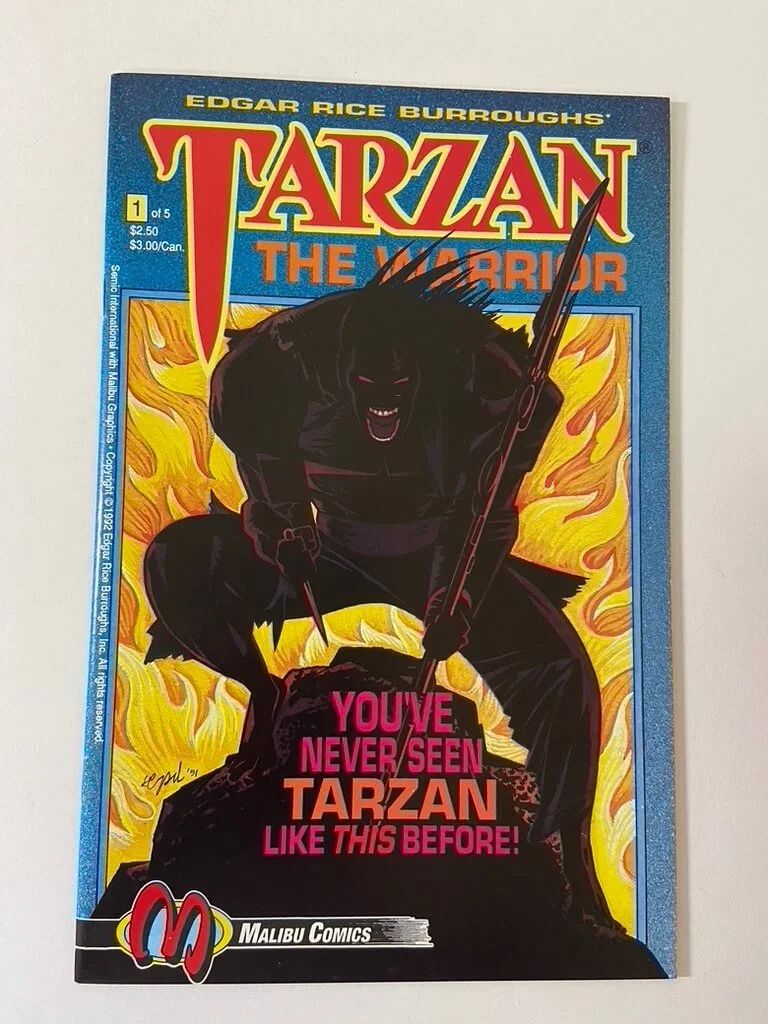 EDGAR RICE BURROUGHS'
TARZAN®
THE WARRIOR
1 of 5
$2.50
$3.00/Can.
Semic International with Malibu Graphics • Copyright © 1992 Edgar Rice Burroughs, Inc. All rights reserved.
YOU'VE
NEVER SEEN
TARZAN
LIKE THIS BEFORE!
'91
M
MALIBU COMICS